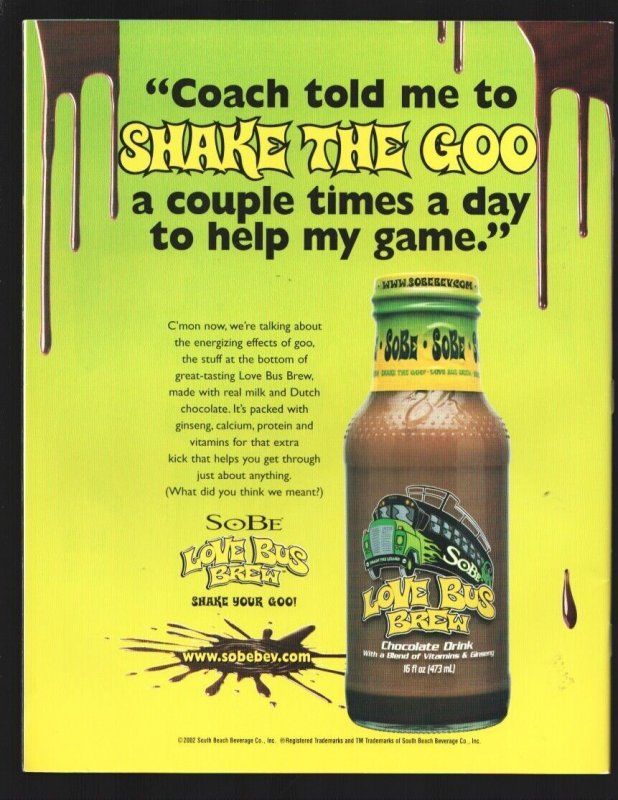 “Coach told me to
SHAKE THE GOO
a couple times a day
to help my game.”
WWW.SOBEBEV.COM
SOBE • SOBE • S
SHAKE THE GOO! • LOVE BUS BREW
C'mon now, we're talking about
the energizing effects of goo,
the stuff at the bottom of
great-tasting Love Bus Brew,
made with real milk and Dutch
chocolate. It's packed with
ginseng, calcium, protein and
vitamins for that extra
kick that helps you get through
just about anything.
(What did you think we meant?)
SOBE
LOVE BUS
BREW
SHAKE YOUR GOO!
www.sobebev.com
SOBE
LOVE BUS
BREW
Chocolate Drink
With a Blend of Vitamins & Ginseng
16 fl oz (473 mL)
©2002 South Beach Beverage Co., Inc. ®Registered Trademarks and TM Trademarks of South Beach Beverage Co., Inc.